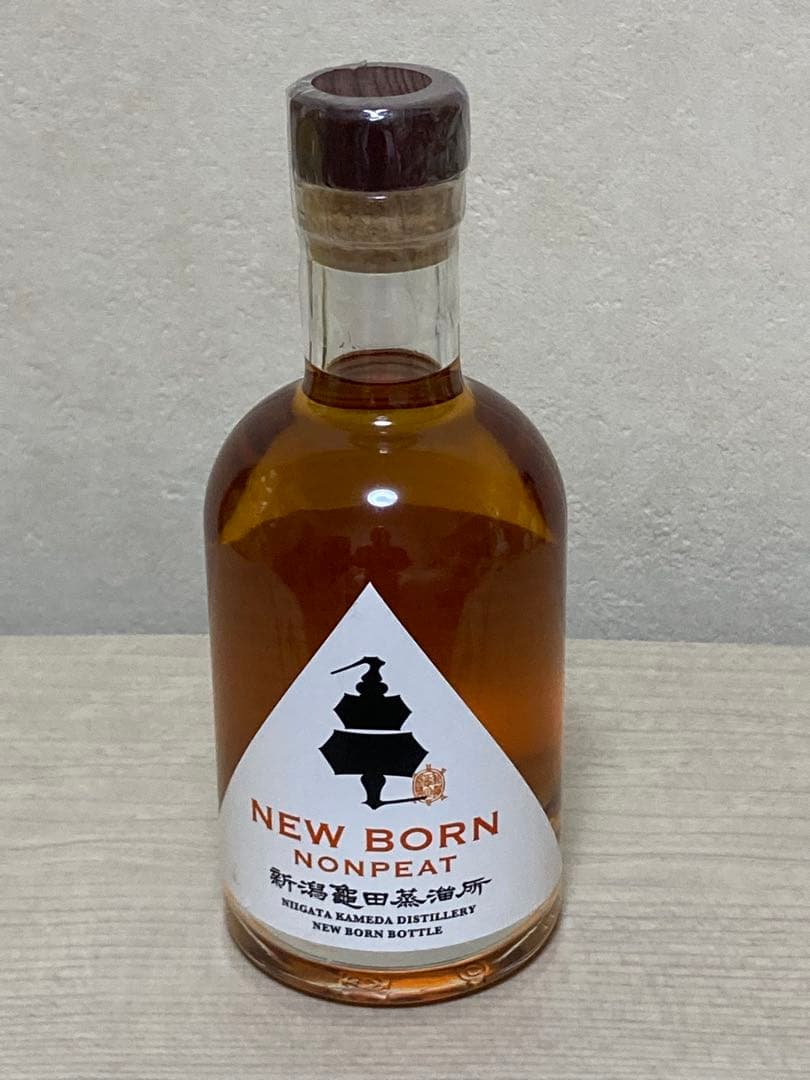 NEW BORN
NONPEAT
新潟亀田蒸溜所
NIIGATA KAMEDA DISTILLERY
NEW BORN BOTTLE